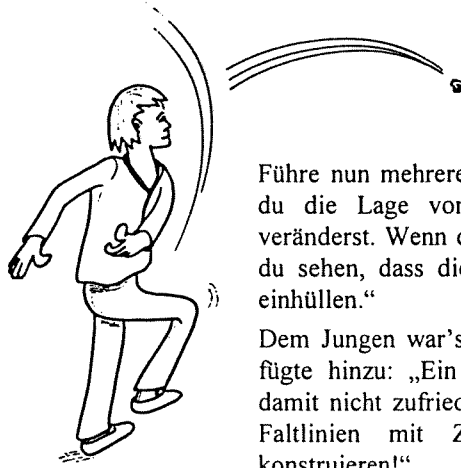 Führe nun mehrere
du die Lage vor
veränderst. Wenn
du sehen, dass die
einhüllen.“
Dem Jungen war's
fügte hinzu: „Ein
damit nicht zufried
Faltlinien mit Z
konstruieren!“